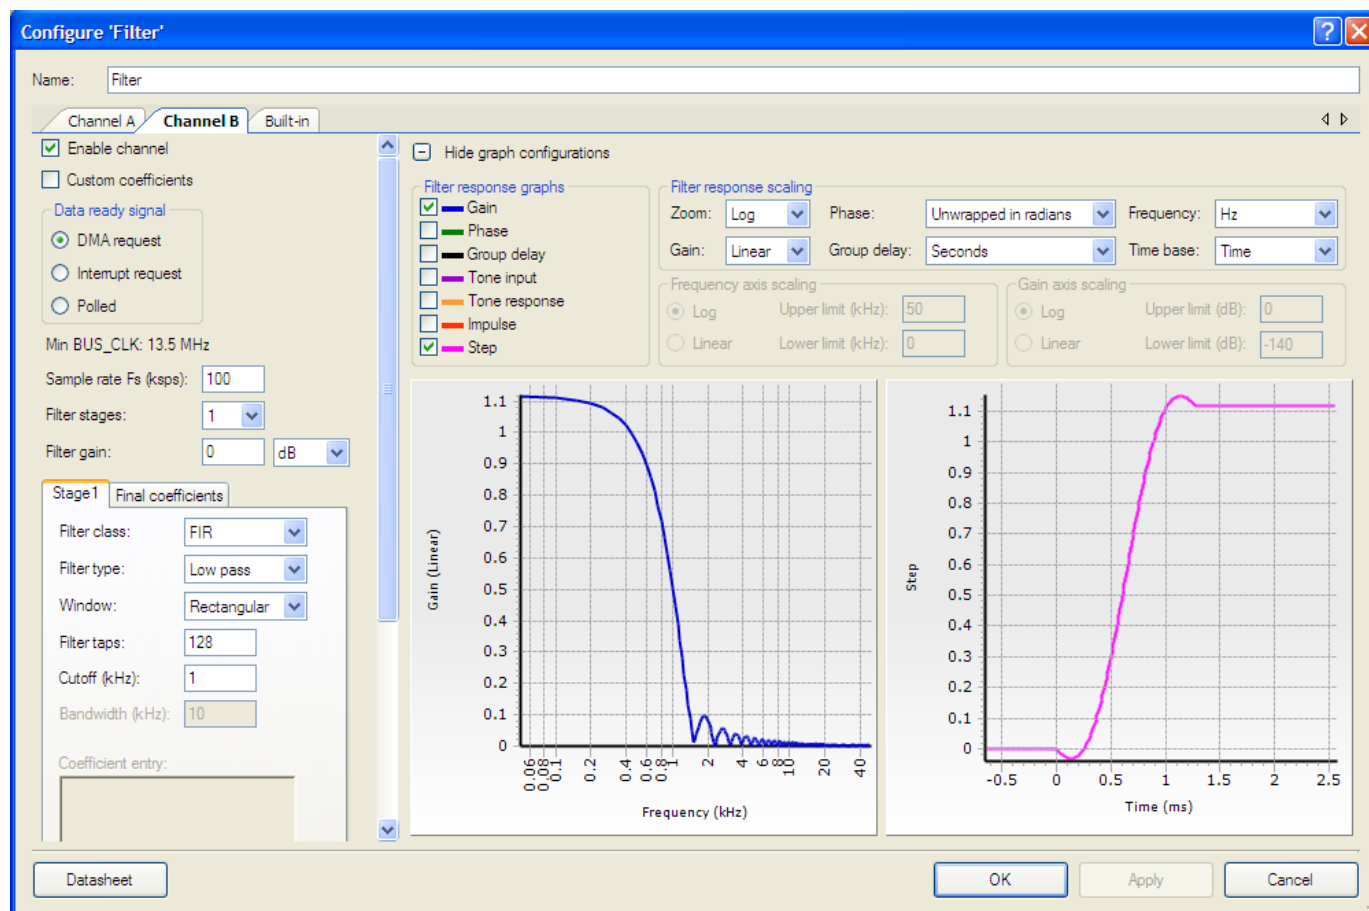 Configure 'Filter'
Name: Filter
Channel A Channel B Built-in
Enable channel
Custom coefficients
Data ready signal
DMA request
Interrupt request
Polled
Min BUS_CLK: 13.5 MHz
Sample rate Fs (ksps): 100
Filter stages: 1
Filter gain: 0 dB
Stage1 Final coefficients
Filter class: FIR
Filter type: Low pass
Window: Rectangular
Filter taps: 128
Cutoff (kHz): 1
Bandwidth (kHz): 10
Coefficient entry:
Hide graph configurations
Filter response graphs
Gain
Phase
Group delay
Tone input
Tone response
Impulse
Step
Filter response scaling
Zoom: Log Phase: Unwrapped in radians Frequency: Hz
Gain: Linear Group delay: Seconds Time base: Time
Frequency axis scaling
Log Upper limit (kHz): 50
Linear Lower limit (kHz): 0
Gain axis scaling
Log Upper limit (dB): 0
Linear Lower limit (dB): -140
Gain (Linear)
1.1
1
0.9
0.8
0.7
0.6
0.5
0.4
0.3
0.2
0.1
0
0.06 0.08 0.1 0.2 0.4 0.6 0.8 1 2 4 6 8 10 20 40
Frequency (kHz)
Step
1.1
1
0.9
0.8
0.7
0.6
0.5
0.4
0.3
0.2
0.1
0
-0.5 0 0.5 1 1.5 2 2.5
Time (ms)
Datasheet OK Apply Cancel